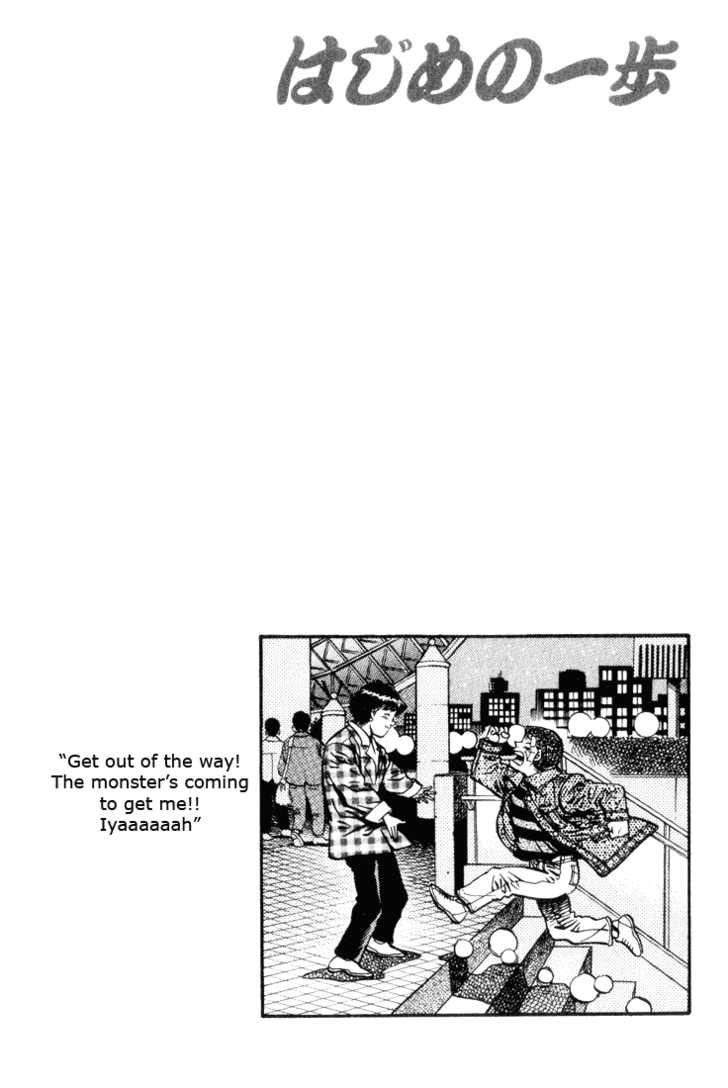 はじめの一歩
“Get out of the way!
The monster’s coming
to get me!!
Iyaaaaaah”